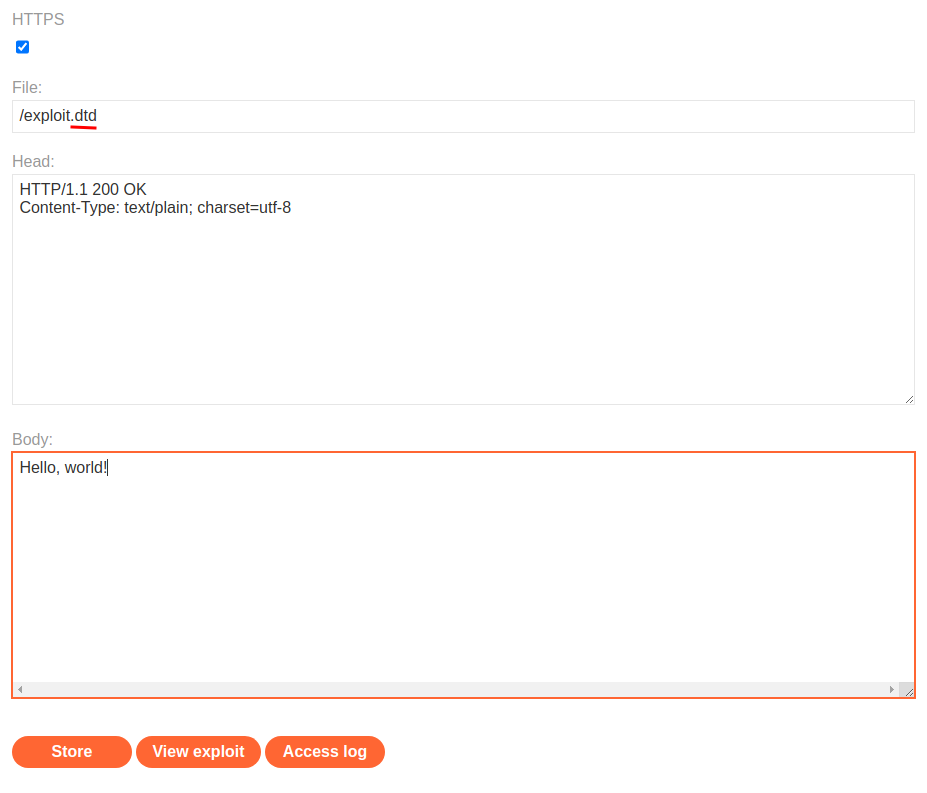 HTTPS
File:
/exploit.dtd
Head:
HTTP/1.1 200 OK
Content-Type: text/plain; charset=utf-8
Body:
Hello, world!
Store View exploit Access log